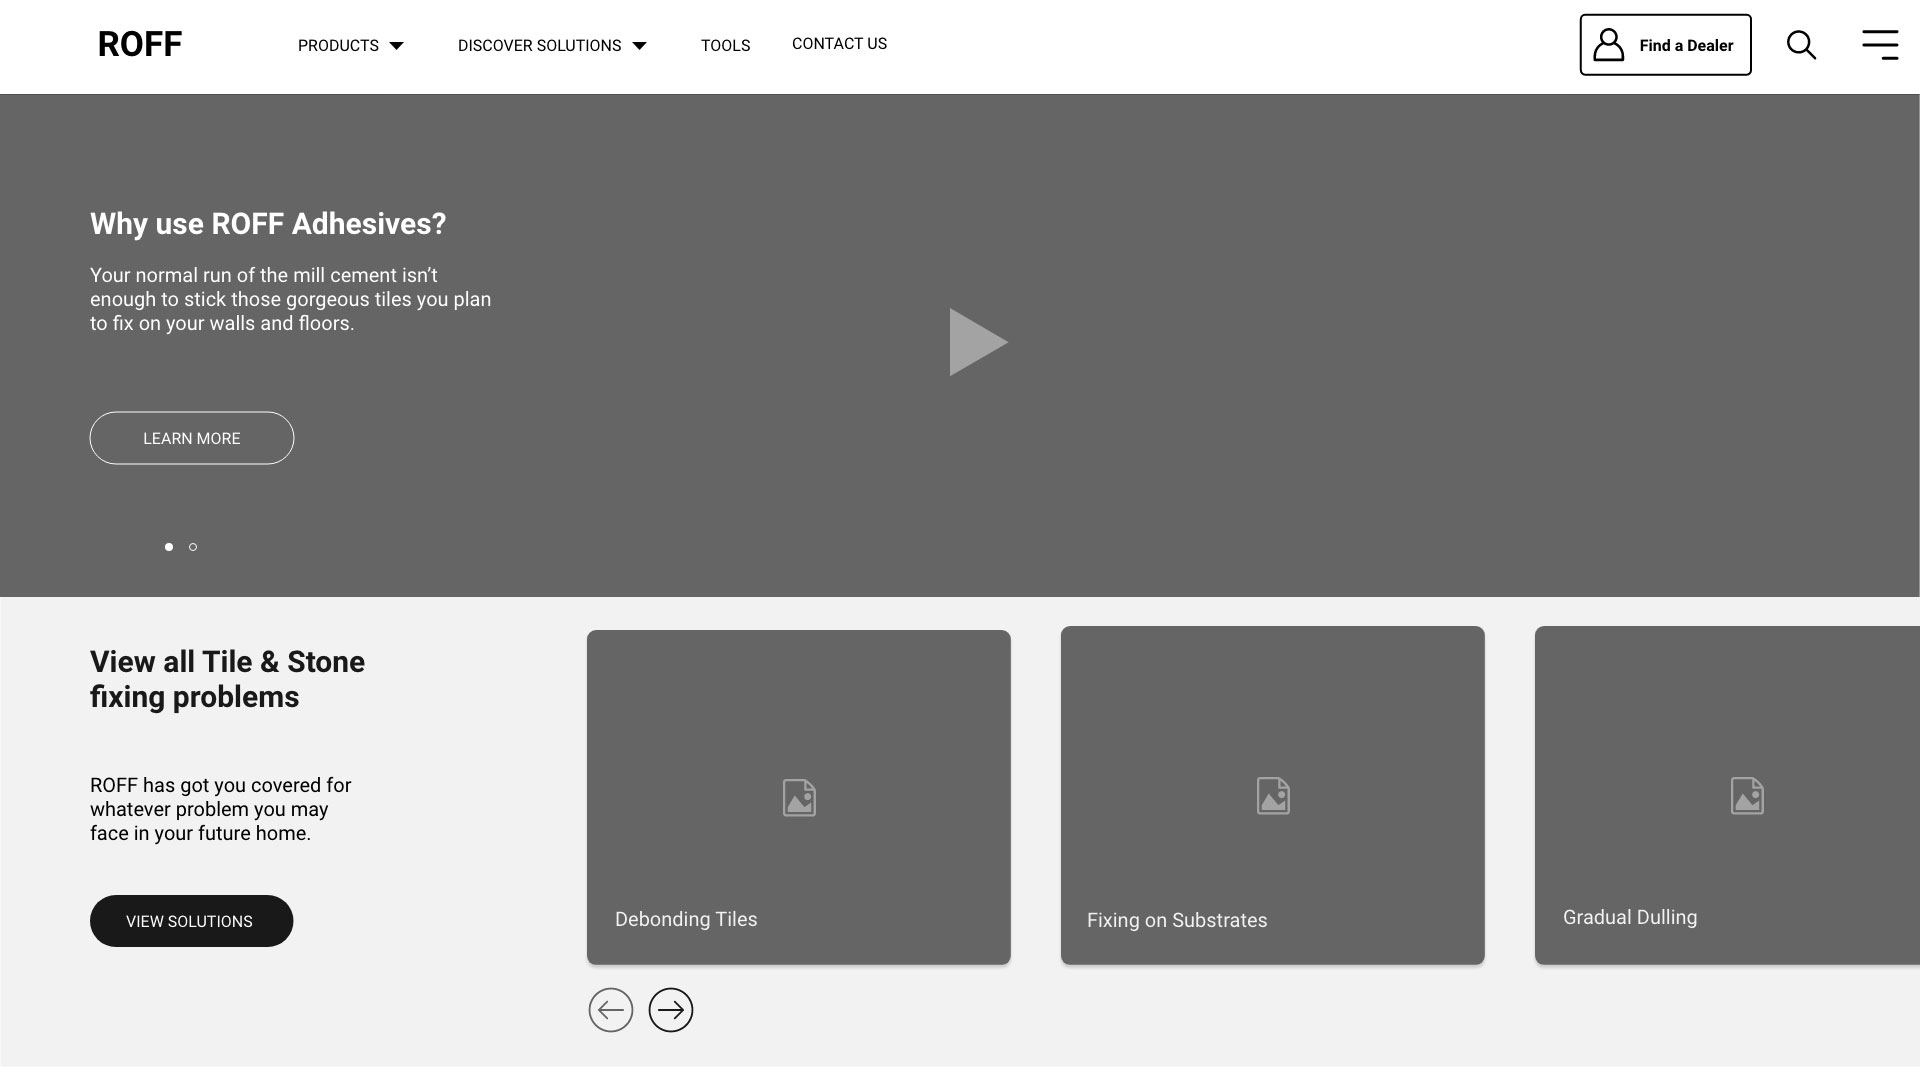 ROFF
PRODUCTS
DISCOVER SOLUTIONS
TOOLS
CONTACT US
Find a Dealer
Why use ROFF Adhesives?
Your normal run of the mill cement isn’t
enough to stick those gorgeous tiles you plan
to fix on your walls and floors.
LEARN MORE
View all Tile & Stone
fixing problems
ROFF has got you covered for
whatever problem you may
face in your future home.
VIEW SOLUTIONS
Debonding Tiles
Fixing on Substrates
Gradual Dulling